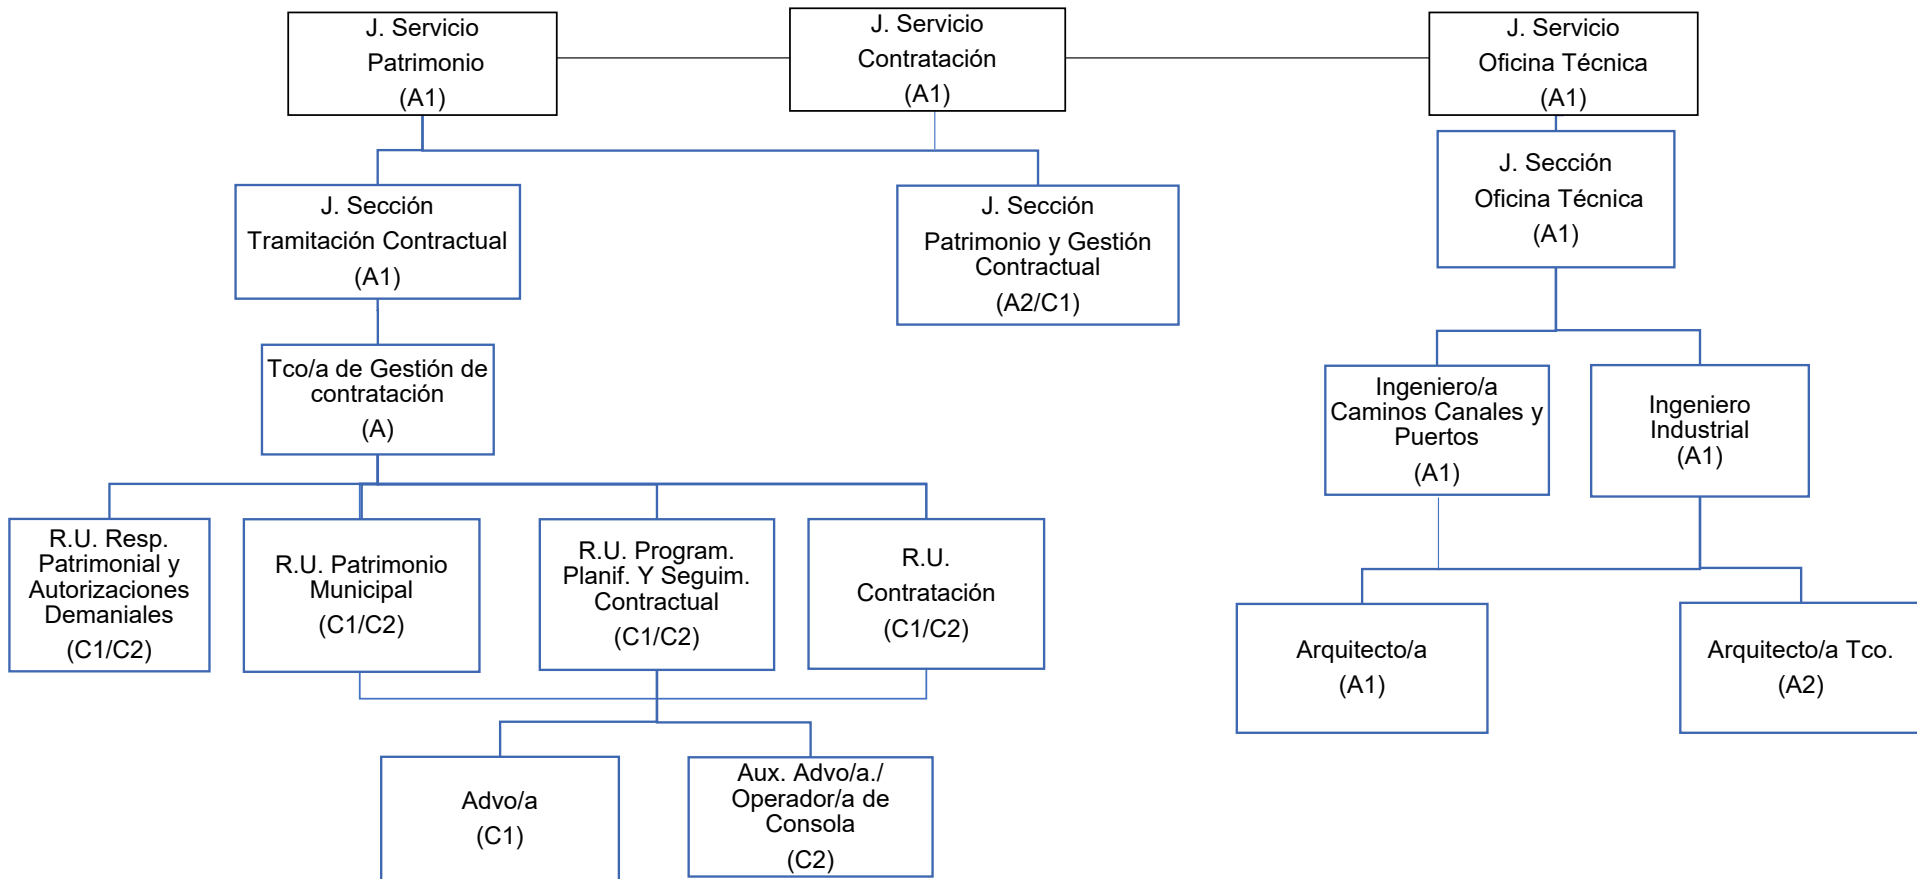 J. Servicio
Patrimonio
(A1)
J. Servicio
Contratación
(A1)
J. Servicio
Oficina Técnica
(A1)
J. Sección
Tramitación Contractual
(A1)
J. Sección
Patrimonio y Gestión
Contractual
(A2/C1)
J. Sección
Oficina Técnica
(A1)
Tco/a de Gestión de
contratación
(A)
Ingeniero/a
Caminos Canales y
Puertos
(A1)
Ingeniero
Industrial
(A1)
R.U. Resp.
Patrimonial y
Autorizaciones
Demaniales
(C1/C2)
R.U. Patrimonio
Municipal
(C1/C2)
R.U. Program.
Planif. Y Seguim.
Contractual
(C1/C2)
R.U.
Contratación
(C1/C2)
Arquitecto/a
(A1)
Arquitecto/a Tco.
(A2)
Advo/a
(C1)
Aux. Advo/a./
Operador/a de
Consola
(C2)